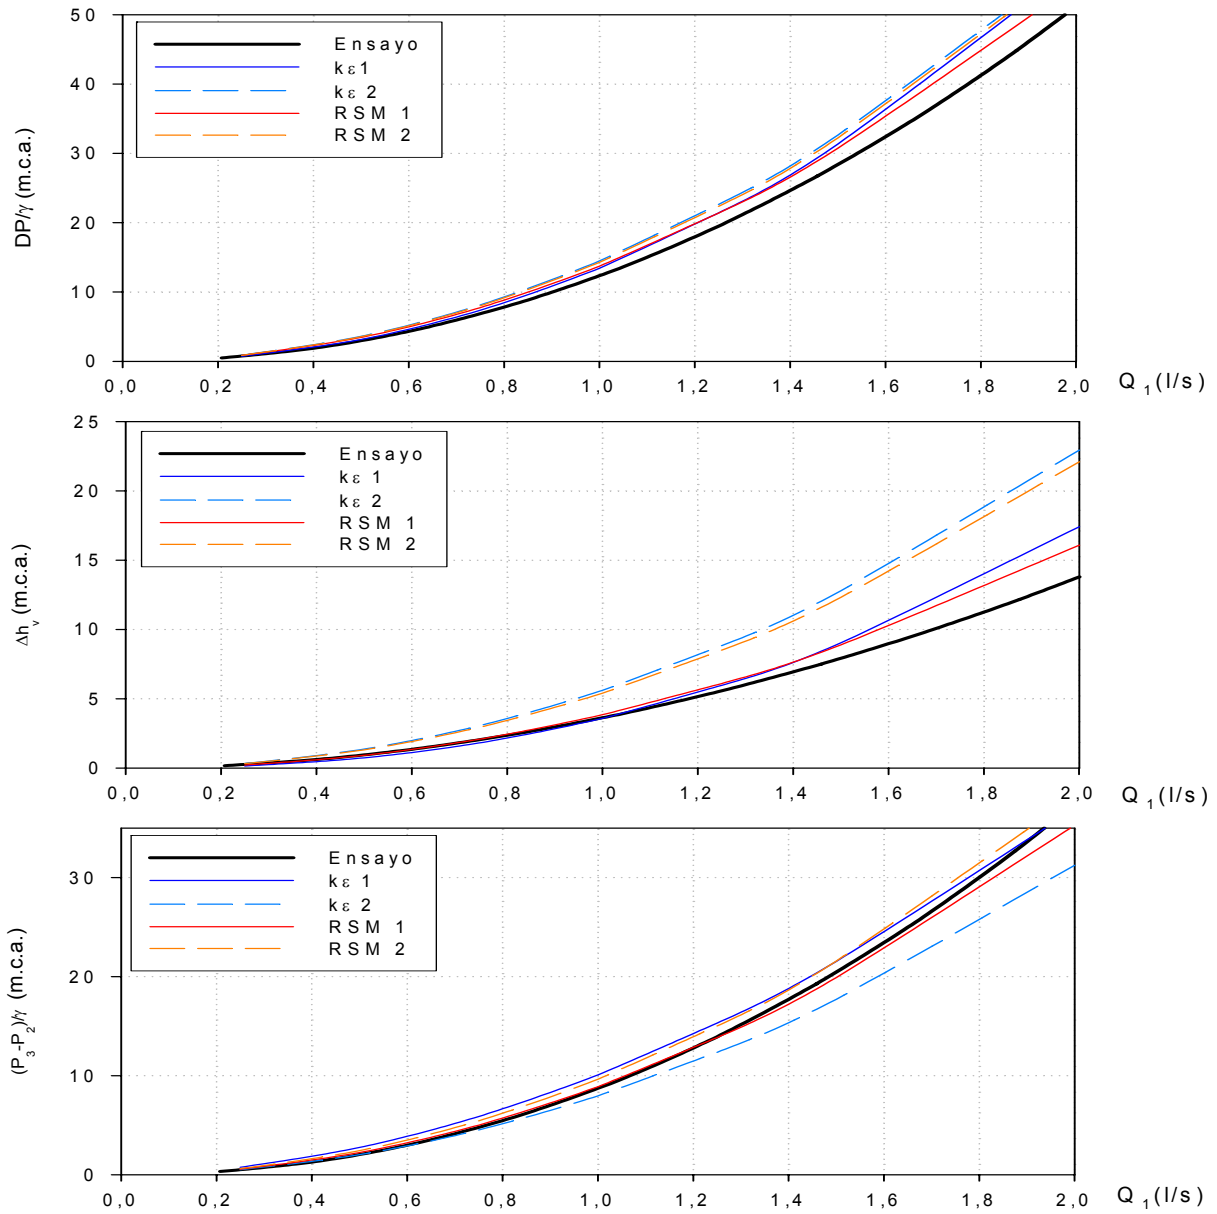 50
40
30
20
10
0
DP/γ (m.c.a.)
Ensayo
kε1
kε 2
RSM 1
RSM 2
0,0 0,2 0,4 0,6 0,8 1,0 1,2 1,4 1,6 1,8 2,0
Q 1(l/s)
25
20
15
10
5
0
Δhv (m.c.a.)
Ensayo
kε 1
kε2
RSM 1
RSM 2
0,0 0,2 0,4 0,6 0,8 1,0 1,2 1,4 1,6 1,8 2,0
Q 1(l/s)
30
20
10
0
(P3-P2)/γ (m.c.a.)
Ensayo
kε 1
kε 2
RSM 1
RSM 2
0,0 0,2 0,4 0,6 0,8 1,0 1,2 1,4 1,6 1,8 2,0
Q 1(l/s)